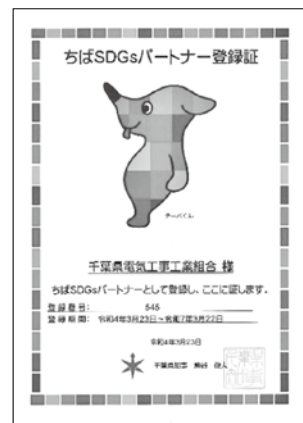 ちばSDGsパートナー登録証
チーバくん
千葉県電気工事工業組合 様
ちばSDGsパートナーとして登録し、ここに証します。
登録番号: 545
登録期間: 令和4年3月23日~令和7年3月22日
令和4年3月23日
千葉県知事 熊谷 俊人